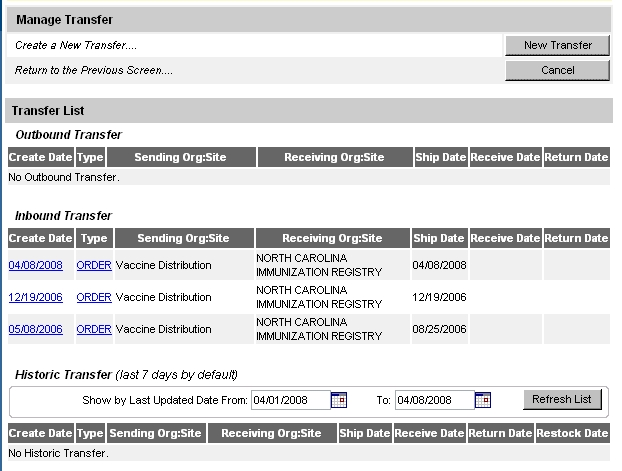 Manage Transfer
Create a New Transfer.... New Transfer
Return to the Previous Screen.... Cancel
Transfer List
Outbound Transfer
Create Date Type Sending Org:Site Receiving Org:Site Ship Date Receive Date Return Date
No Outbound Transfer.
Inbound Transfer
Create Date Type Sending Org:Site Receiving Org:Site Ship Date Receive Date Return Date
04/08/2008 ORDER Vaccine Distribution NORTH CAROLINA IMMUNIZATION REGISTRY 04/08/2008
12/19/2006 ORDER Vaccine Distribution NORTH CAROLINA IMMUNIZATION REGISTRY 12/19/2006
05/08/2006 ORDER Vaccine Distribution NORTH CAROLINA IMMUNIZATION REGISTRY 08/25/2006
Historic Transfer (last 7 days by default)
Show by Last Updated Date From: 04/01/2008 To: 04/08/2008 Refresh List
Create Date Type Sending Org:Site Receiving Org:Site Ship Date Receive Date Return Date Restock Date
No Historic Transfer.